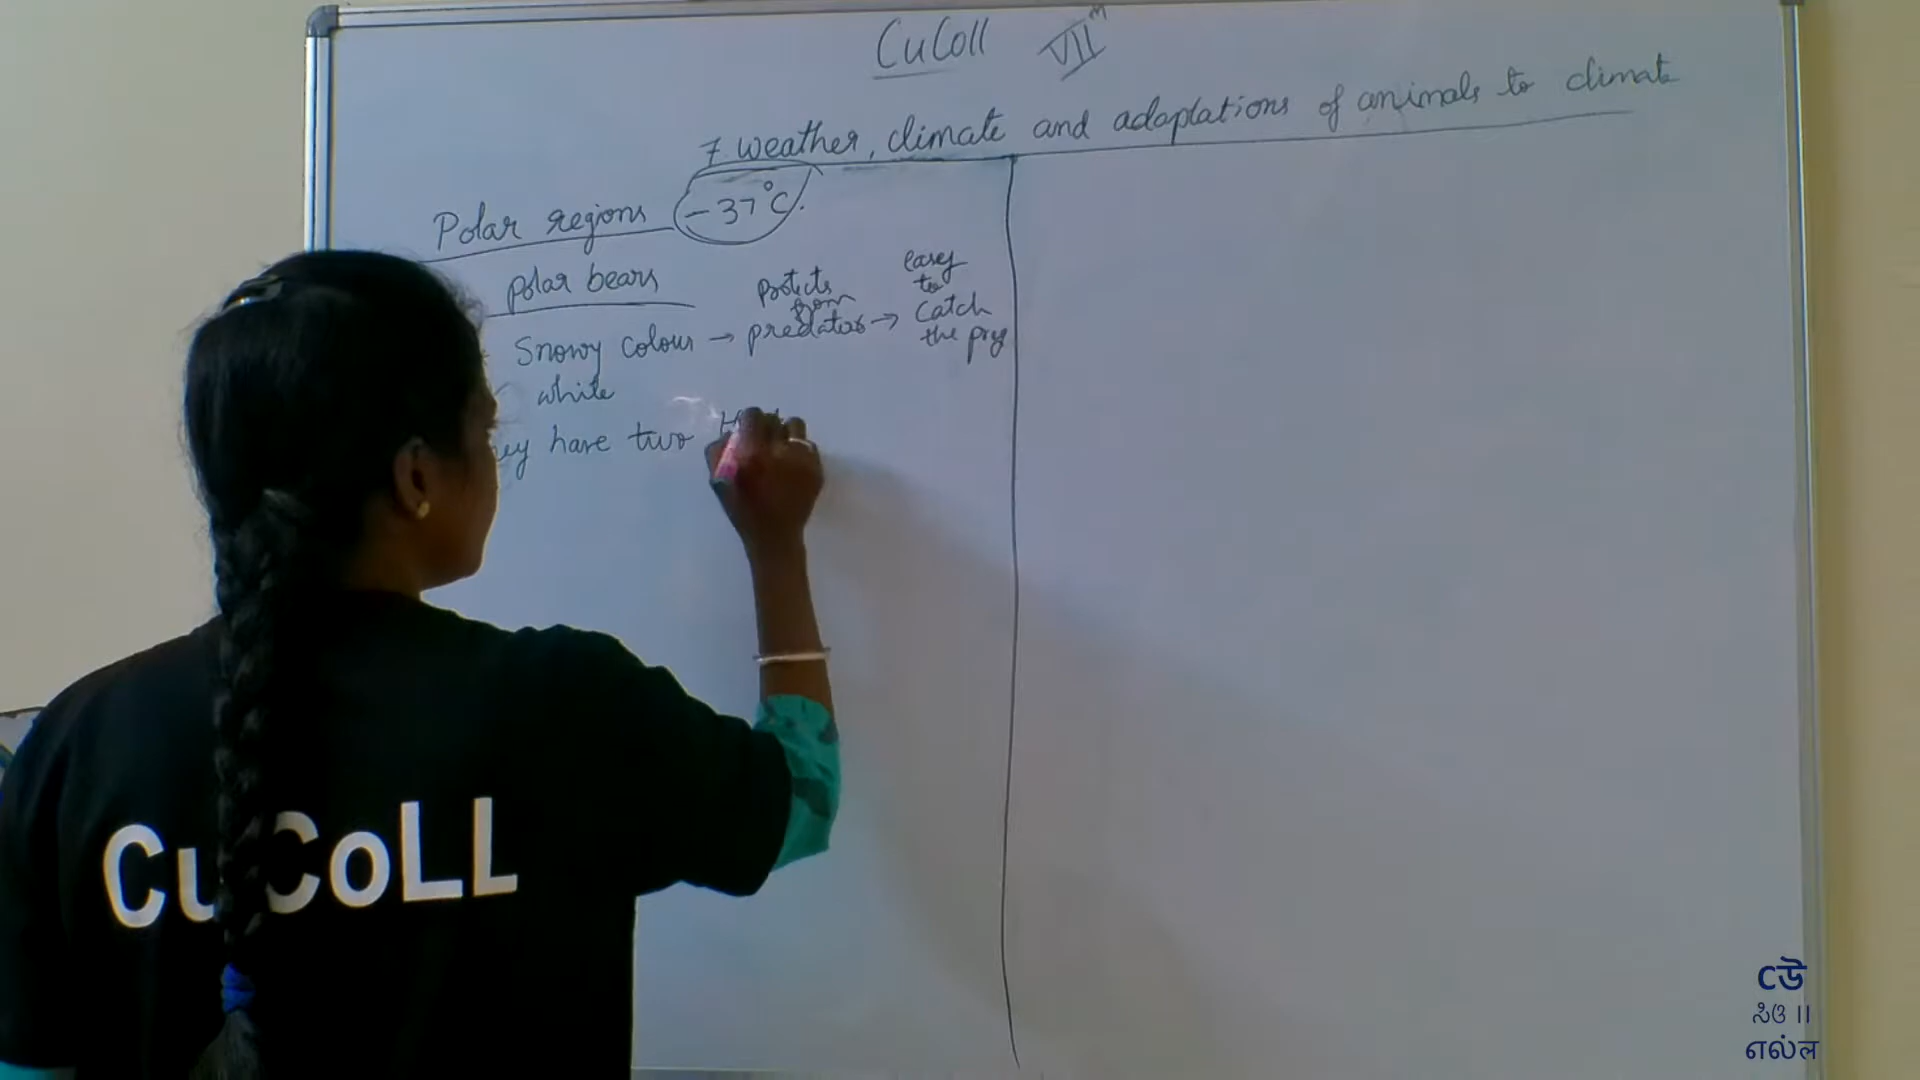 CuColl VII m
7 weather, climate and adaptations of animals to climate
Polar regions -37°C.
polar bears
Snowy colour → protects from predators → easy to catch the prey
white
have two
CuCoLL
Cஉ
ಸಿಓ ॥
எல்ல